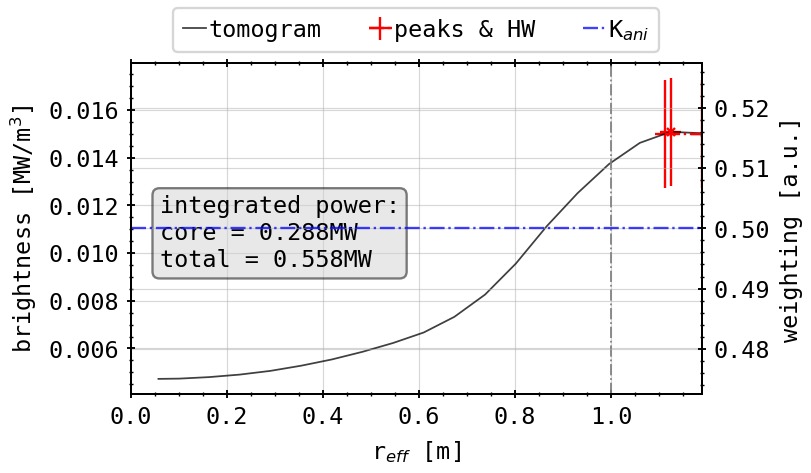 tomogram peaks & HW K_ani
brightness [MW/m³]
0.016
0.014
0.012
0.010
0.008
0.006
integrated power:
core = 0.288MW
total = 0.558MW
0.52
0.51
0.50
0.49
0.48
weighting [a.u.]
0.0 0.2 0.4 0.6 0.8 1.0
r_eff [m]